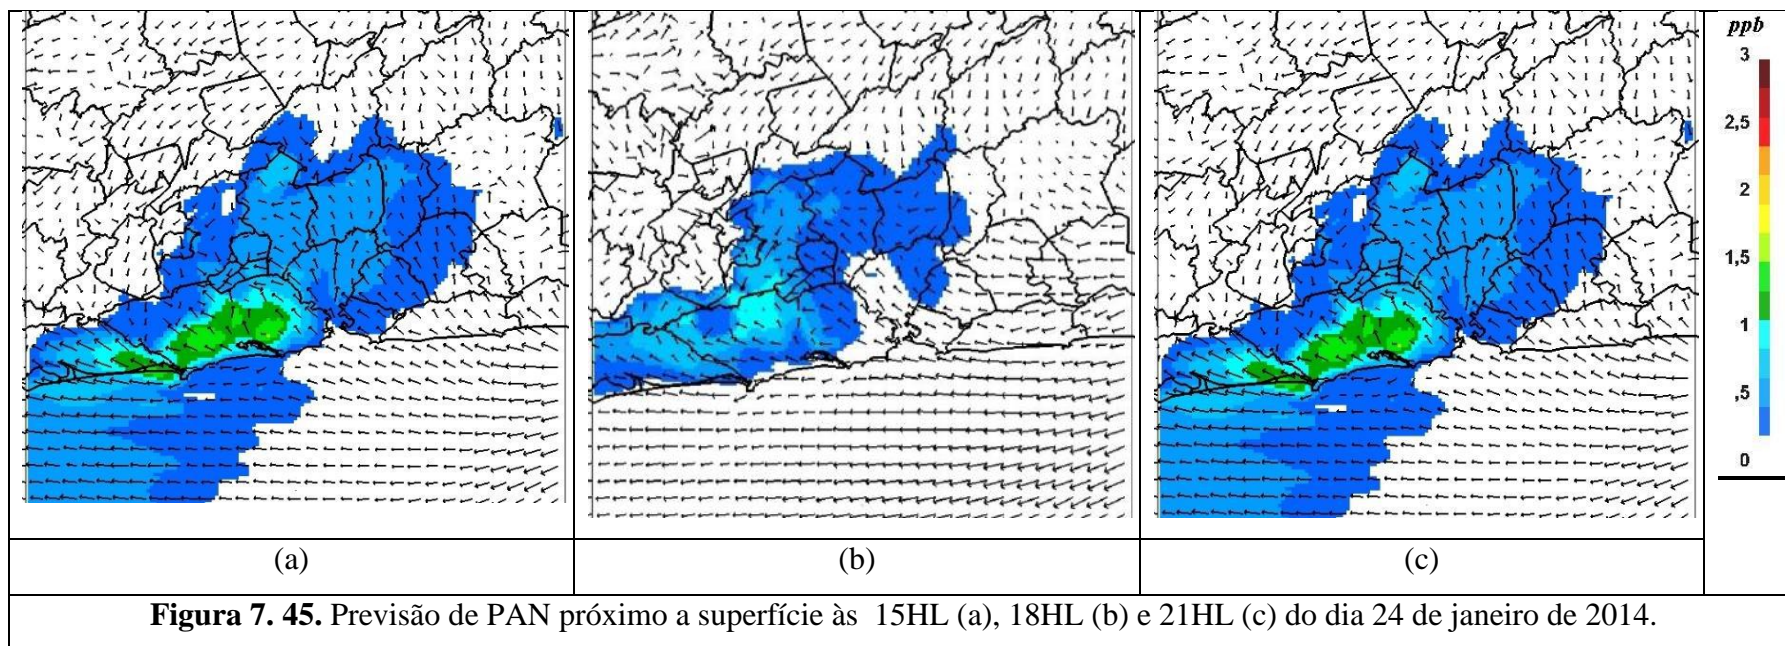 ppb
3
2,5
2
1,5
1
,5
0
(a) (b) (c)
Figura 7. 45. Previsão de PAN próximo a superfície às 15HL (a), 18HL (b) e 21HL (c) do dia 24 de janeiro de 2014.